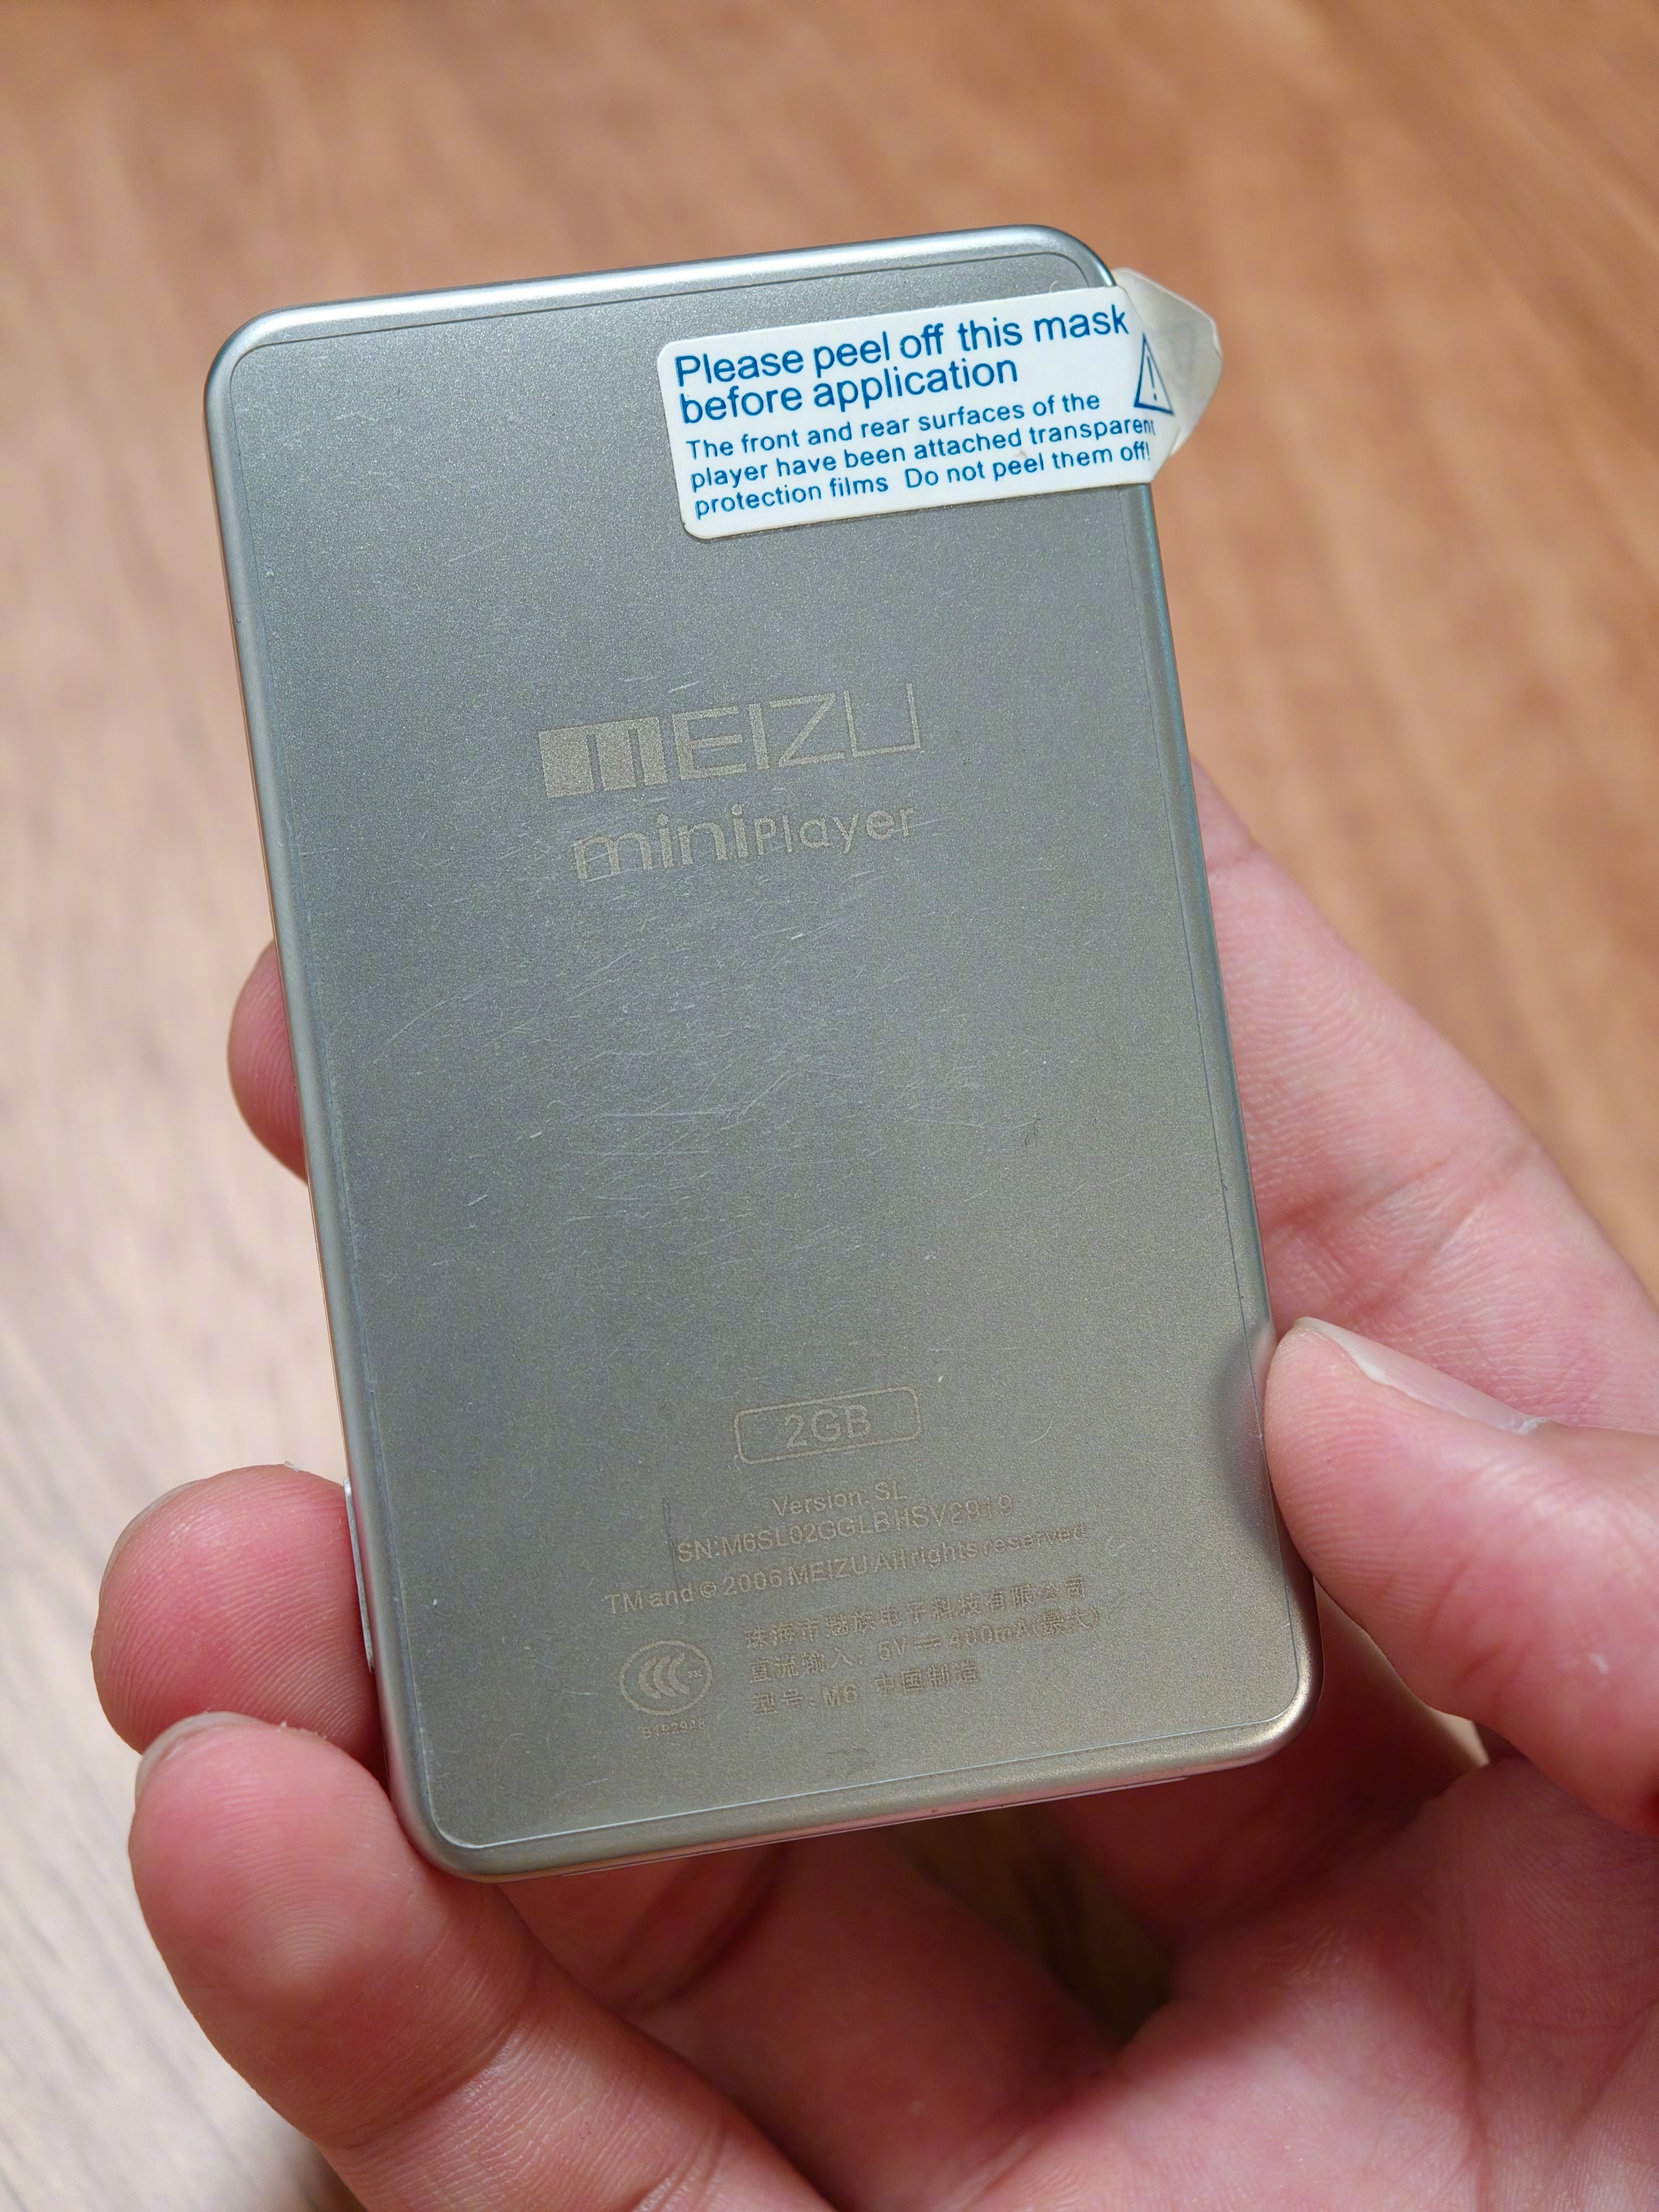 Please peel off this mask
before application
The front and rear surfaces of the
player have been attached transparent
protection films Do not peel them off!
MEIZU
miniPlayer
2GB
Version: SL
SN:M6SL02GGLBHSV2919
TM and © 2006 MEIZU All rights reserved
珠海市魅族电子科技有限公司
直流输入: 5V 400mA(最大)
型号: M6 中国制造